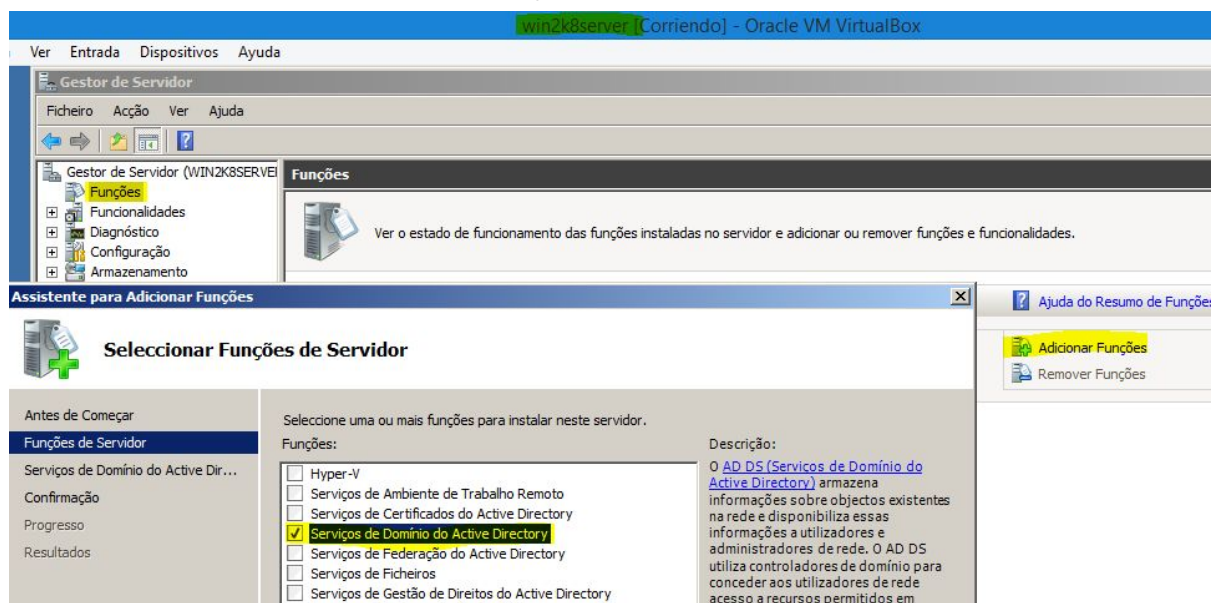 win2k8server [Corriendo] - Oracle VM VirtualBox
Ver Entrada Dispositivos Ayuda
Gestor de Servidor
Ficheiro Acção Ver Ajuda
Gestor de Servidor (WIN2K8SERVE
Funções
Funcionalidades
Diagnóstico
Configuração
Armazenamento
Funções
Ver o estado de funcionamento das funções instaladas no servidor e adicionar ou remover funções e funcionalidades.
Ajuda do Resumo de Funções
Adicionar Funções
Remover Funções
Assistente para Adicionar Funções
Seleccionar Funções de Servidor
Antes de Começar
Funções de Servidor
Serviços de Domínio do Active Dir...
Confirmação
Progresso
Resultados
Seleccione uma ou mais funções para instalar neste servidor.
Funções:
Hyper-V
Serviços de Ambiente de Trabalho Remoto
Serviços de Certificados do Active Directory
Serviços de Domínio do Active Directory
Serviços de Federação do Active Directory
Serviços de Ficheiros
Serviços de Gestão de Direitos do Active Directory
Descrição:
O AD DS (Serviços de Domínio do
Active Directory) armazena
informações sobre objectos existentes
na rede e disponibiliza essas
informações a utilizadores e
administradores de rede. O AD DS
utiliza controladores de domínio para
conceder aos utilizadores de rede
acesso a recursos permitidos em